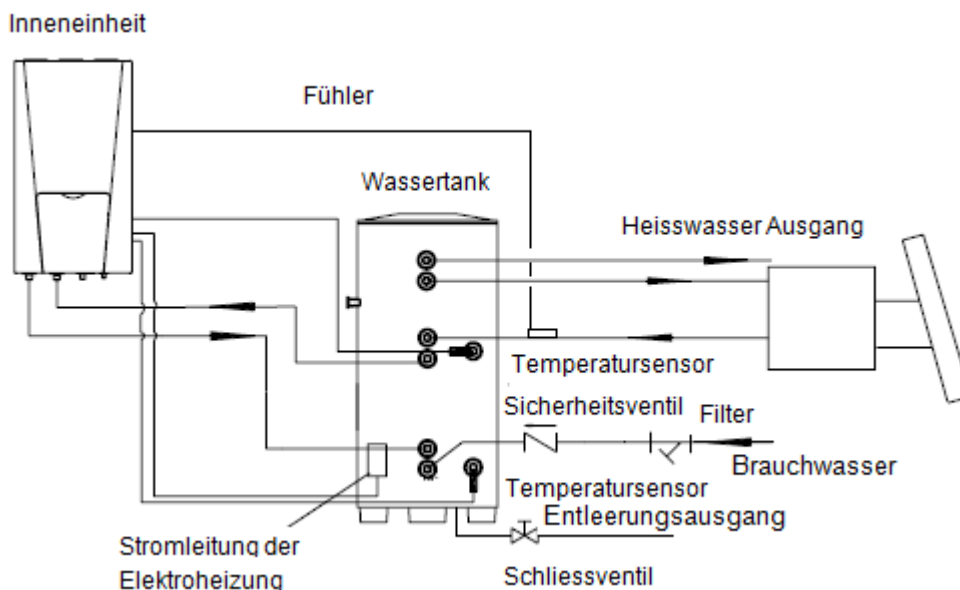 Inneneinheit
Fühler
Wassertank
Heisswasser Ausgang
Temperatursensor
Sicherheitsventil
Filter
Brauchwasser
Temperatursensor
Entleerungsausgang
Stromleitung der
Elektroheizung
Schliessventil